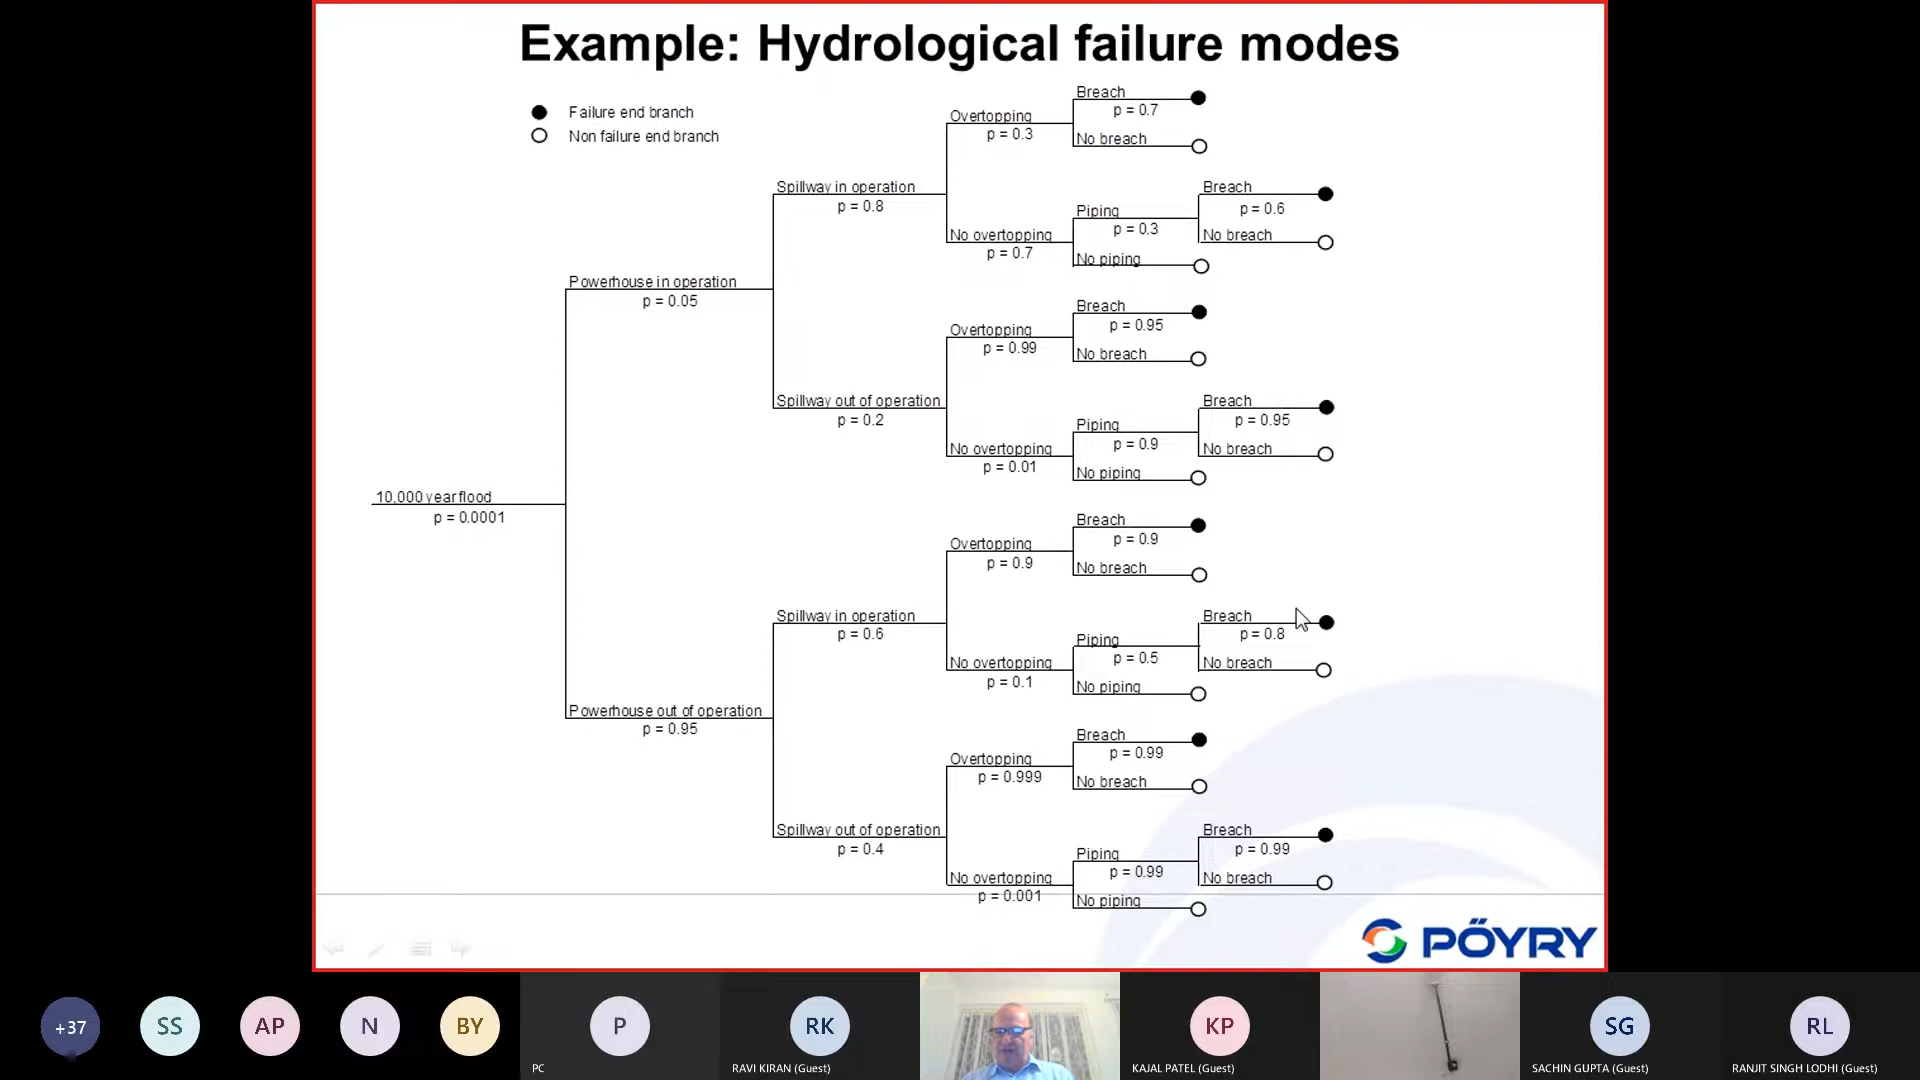 Example: Hydrological failure modes
Failure end branch
Non failure end branch
10,000 year flood
p = 0.0001
Powerhouse in operation
p = 0.05
Powerhouse out of operation
p = 0.95
Spillway in operation
p = 0.8
Spillway out of operation
p = 0.2
Spillway in operation
p = 0.6
Spillway out of operation
p = 0.4
Overtopping
p = 0.3
No overtopping
p = 0.7
Overtopping
p = 0.99
No overtopping
p = 0.01
Overtopping
p = 0.9
No overtopping
p = 0.1
Overtopping
p = 0.999
No overtopping
p = 0.001
Breach
p = 0.7
No breach
Piping
p = 0.3
No piping
Breach
p = 0.95
No breach
Piping
p = 0.9
No piping
Breach
p = 0.9
No breach
Piping
p = 0.5
No piping
Breach
p = 0.99
No breach
Piping
p = 0.99
No piping
Breach
p = 0.6
No breach
Breach
p = 0.95
No breach
Breach
p = 0.8
No breach
Breach
p = 0.99
No breach
PÖYRY
+37
SS
AP
N
BY
P
PC
RK
RAVI KIRAN (Guest)
KP
KAJAL PATEL (Guest)
SG
SACHIN GUPTA (Guest)
RL
RANJIT SINGH LODHI (Guest)